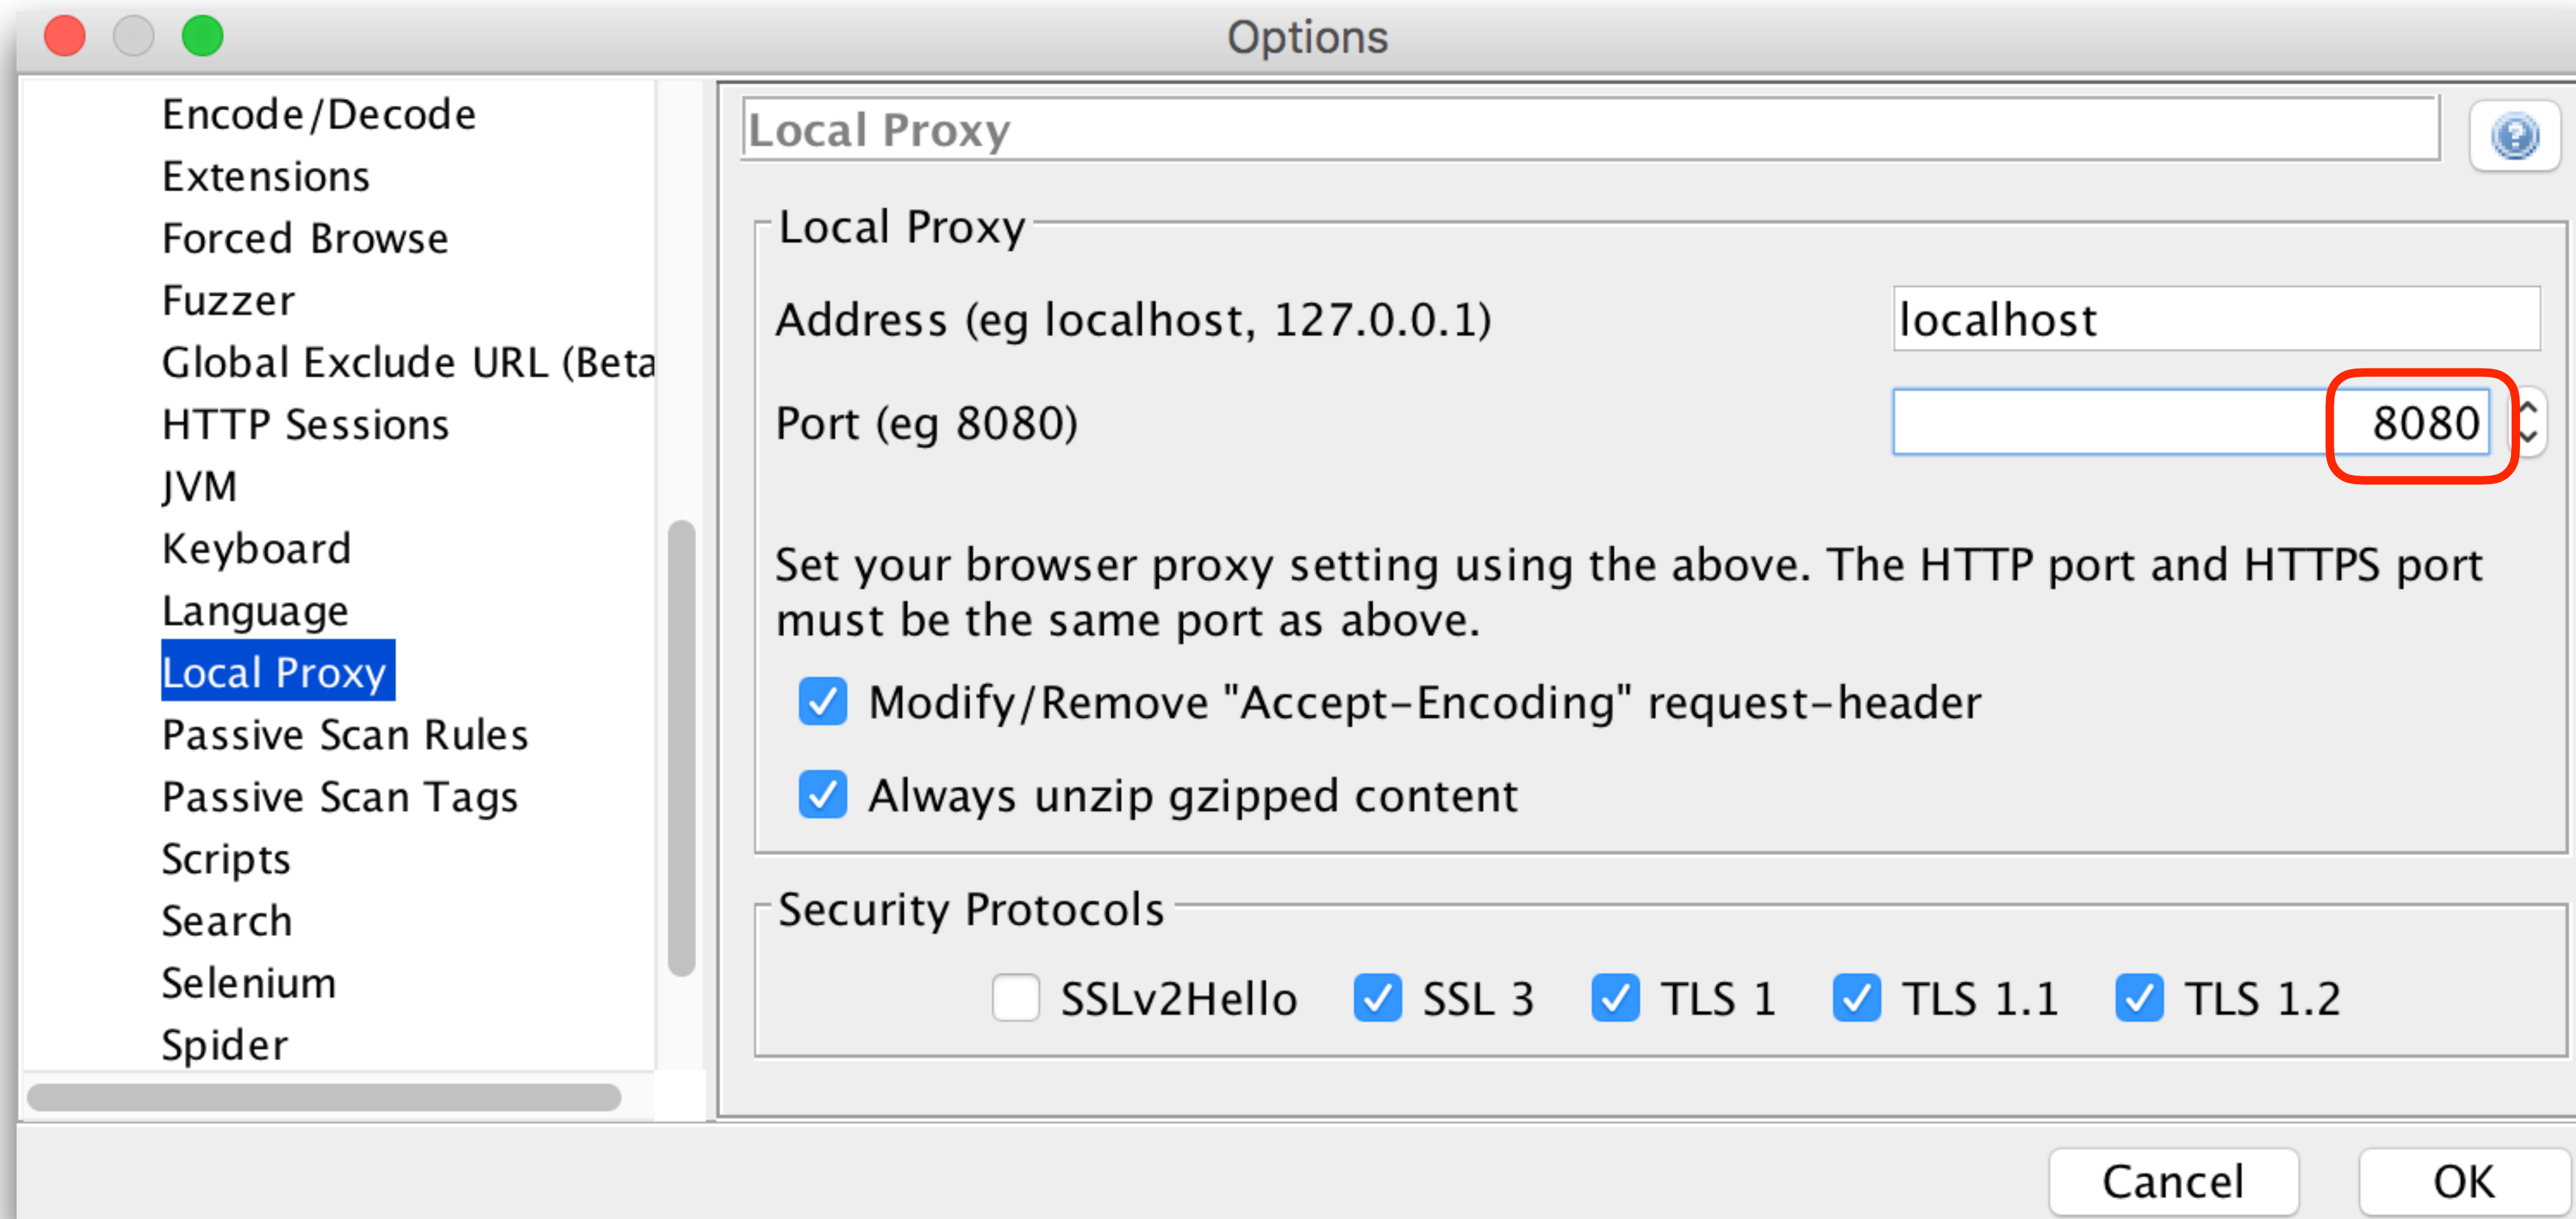 Options
Encode/Decode
Extensions
Forced Browse
Fuzzer
Global Exclude URL (Beta
HTTP Sessions
JVM
Keyboard
Language
Local Proxy
Passive Scan Rules
Passive Scan Tags
Scripts
Search
Selenium
Spider
Local Proxy
Local Proxy
Address (eg localhost, 127.0.0.1)
localhost
Port (eg 8080)
8080
Set your browser proxy setting using the above. The HTTP port and HTTPS port
must be the same port as above.
Modify/Remove "Accept-Encoding" request-header
Always unzip gzipped content
Security Protocols
SSLv2Hello SSL 3 TLS 1 TLS 1.1 TLS 1.2
Cancel OK